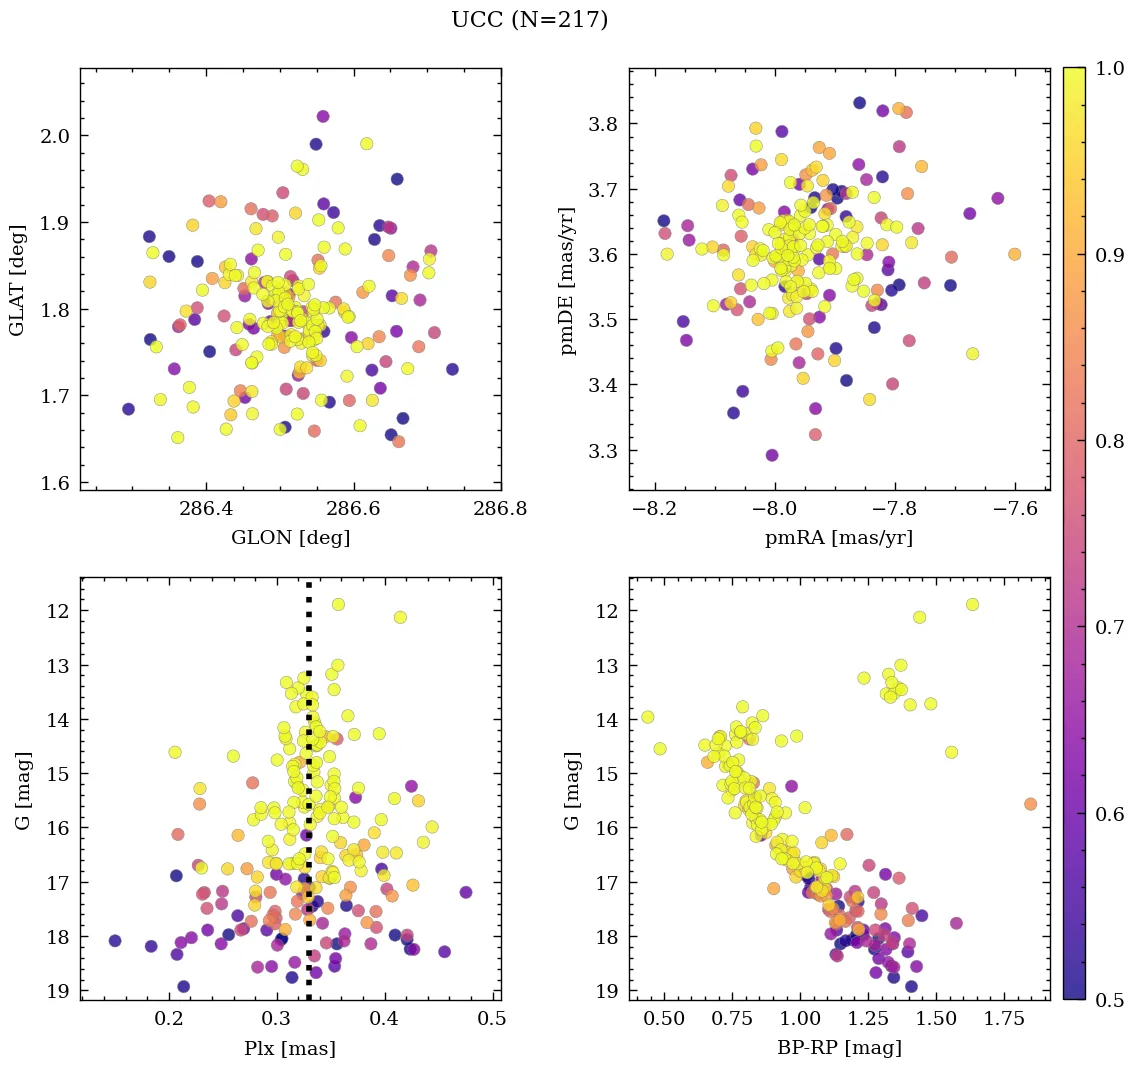 UCC (N=217)
2.0
1.9
1.8
1.7
1.6
GLAT [deg]
286.4 286.6 286.8
GLON [deg]
3.8
3.7
3.6
3.5
3.4
3.3
pmDE [mas/yr]
−8.2 −8.0 −7.8 −7.6
pmRA [mas/yr]
12
13
14
15
16
17
18
19
G [mag]
0.2 0.3 0.4 0.5
Plx [mas]
12
13
14
15
16
17
18
19
G [mag]
0.50 0.75 1.00 1.25 1.50 1.75
BP-RP [mag]
1.0
0.9
0.8
0.7
0.6
0.5